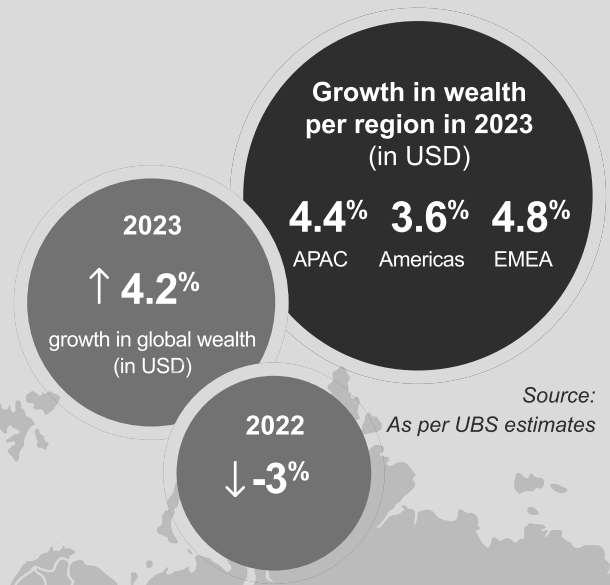 Growth in wealth
per region in 2023
(in USD)
4.4% 3.6% 4.8%
APAC Americas EMEA
2023
↑ 4.2%
growth in global wealth
(in USD)
2022
↓ -3%
Source:
As per UBS estimates